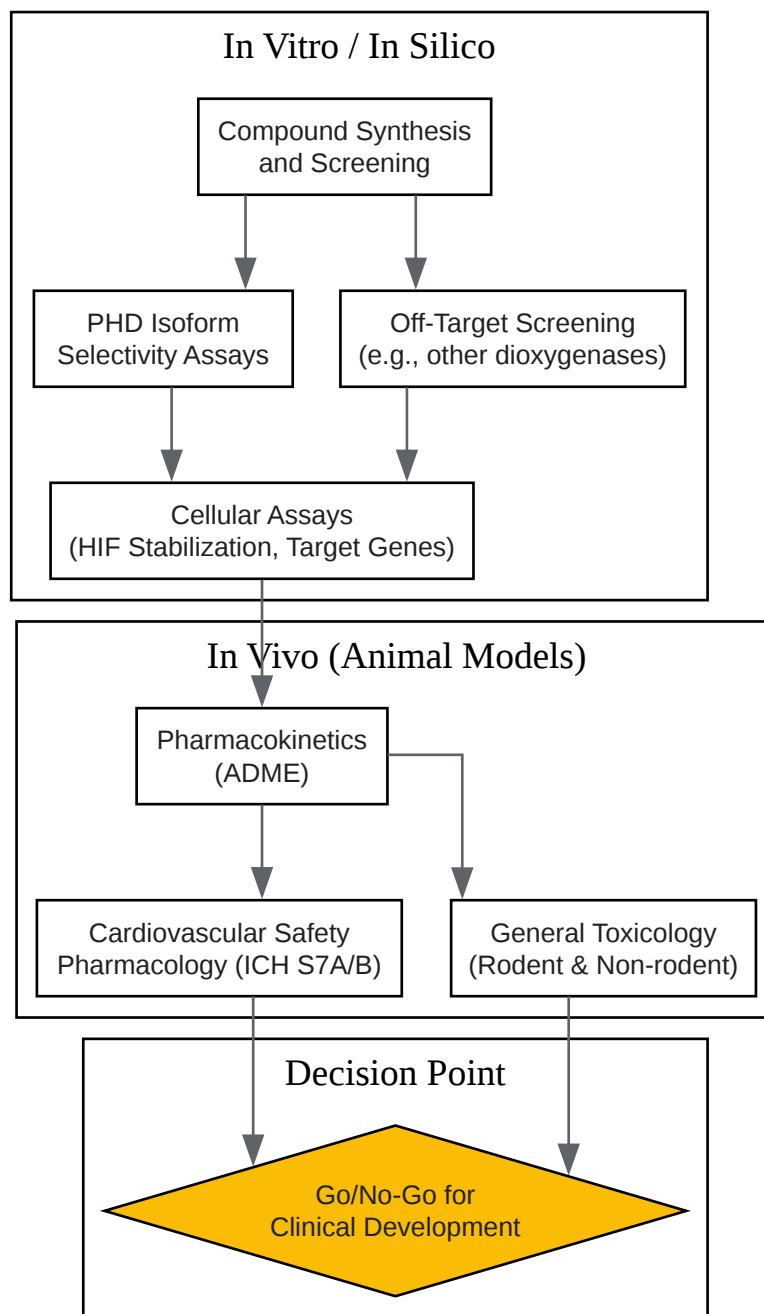 In Vitro / In Silico
Compound Synthesis
and Screening
PHD Isoform
Selectivity Assays
Off-Target Screening
(e.g., other dioxygenases)
Cellular Assays
(HIF Stabilization, Target Genes)
In Vivo (Animal Models)
Pharmacokinetics
(ADME)
Cardiovascular Safety
Pharmacology (ICH S7A/B)
General Toxicology
(Rodent & Non-rodent)
Decision Point
Go/No-Go for
Clinical Development